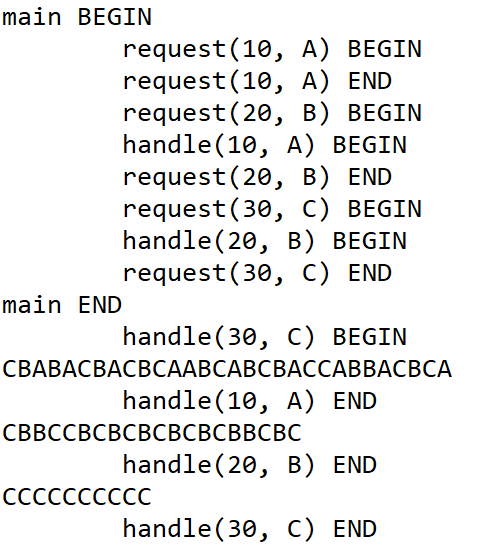 main BEGIN
request(10, A) BEGIN
request(10, A) END
request(20, B) BEGIN
handle(10, A) BEGIN
request(20, B) END
request(30, C) BEGIN
handle(20, B) BEGIN
request(30, C) END
main END
handle(30, C) BEGIN
CBABACBACBCAABCABCBACCABBACBCA
handle(10, A) END
CBBCCBCBCBCBCBCBBCBC
handle(20, B) END
CCCCCCCCCC
handle(30, C) END